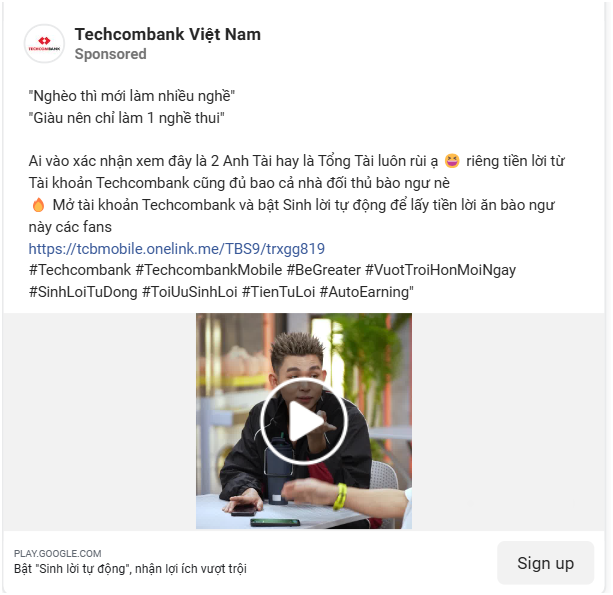 Techcombank Việt Nam
Sponsored
TECHCOMBANK
"Nghèo thì mới làm nhiều nghề"
"Giàu nên chỉ làm 1 nghề thui"
Ai vào xác nhận xem đây là 2 Anh Tài hay là Tổng Tài luôn rùi ạ 😆 riêng tiền lời từ
Tài khoản Techcombank cũng đủ bao cả nhà đối thủ bào ngư nè
🔥 Mở tài khoản Techcombank và bật Sinh lời tự động để lấy tiền lời ăn bào ngư
này các fans
https://tcbmobile.onelink.me/TBS9/trxgg819
#Techcombank #TechcombankMobile #BeGreater #VuotTroiHonMoiNgay
#SinhLoiTuDong #ToiUuSinhLoi #TienTuLoi #AutoEarning"
PLAY.GOOGLE.COM
Bật "Sinh lời tự động", nhận lợi ích vượt trội
Sign up